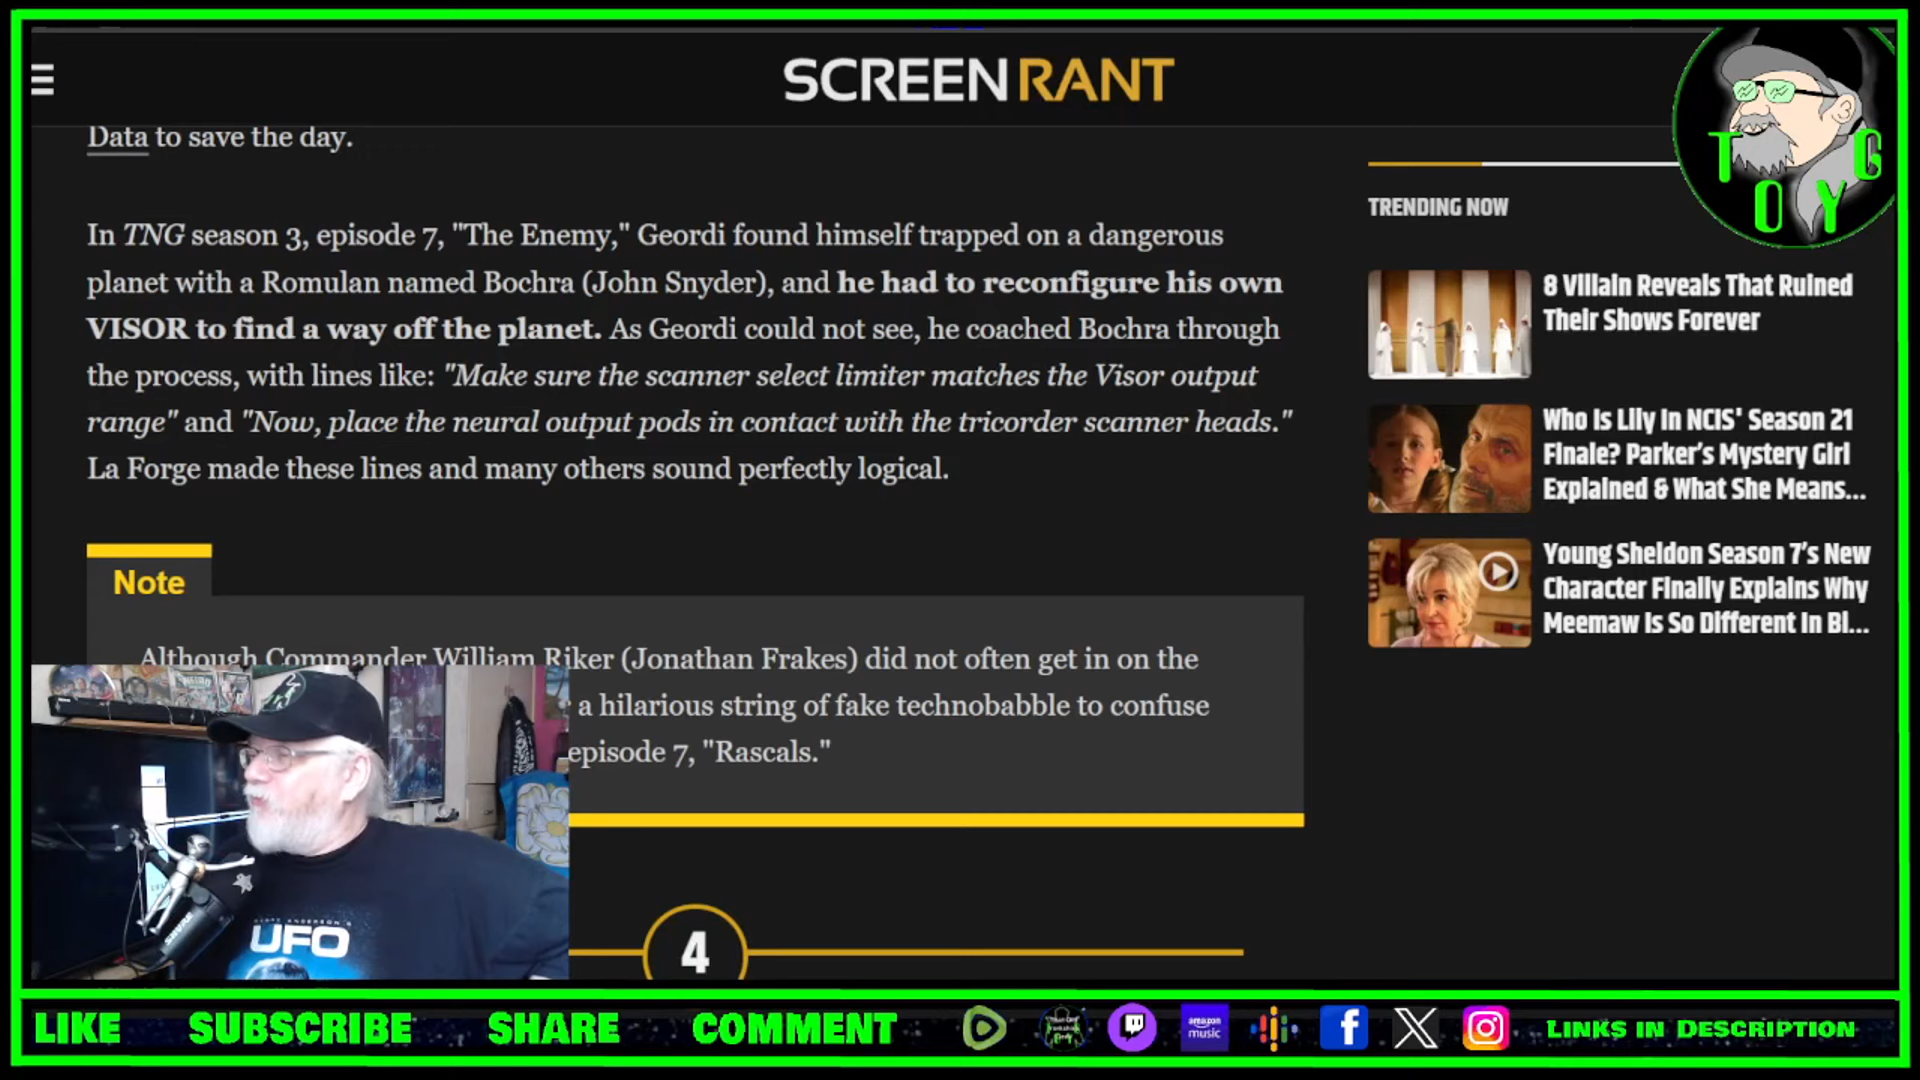 SCREENRANT
Data to save the day.
In TNG season 3, episode 7, "The Enemy," Geordi found himself trapped on a dangerous
planet with a Romulan named Bochra (John Snyder), and he had to reconfigure his own
VISOR to find a way off the planet. As Geordi could not see, he coached Bochra through
the process, with lines like: "Make sure the scanner select limiter matches the Visor output
range" and "Now, place the neural output pods in contact with the tricorder scanner heads."
La Forge made these lines and many others sound perfectly logical.
Note
Although Commander William Riker (Jonathan Frakes) did not often get in on the
a hilarious string of fake technobabble to confuse
episode 7, "Rascals."
4
TRENDING NOW
8 Villain Reveals That Ruined
Their Shows Forever
Who Is Lily In NCIS' Season 21
Finale? Parker's Mystery Girl
Explained & What She Means...
Young Sheldon Season 7's New
Character Finally Explains Why
Meemaw Is So Different In BI...
T O Y G
UFO
LIKE SUBSCRIBE SHARE COMMENT
amazon
music
LINKS IN DESCRIPTION